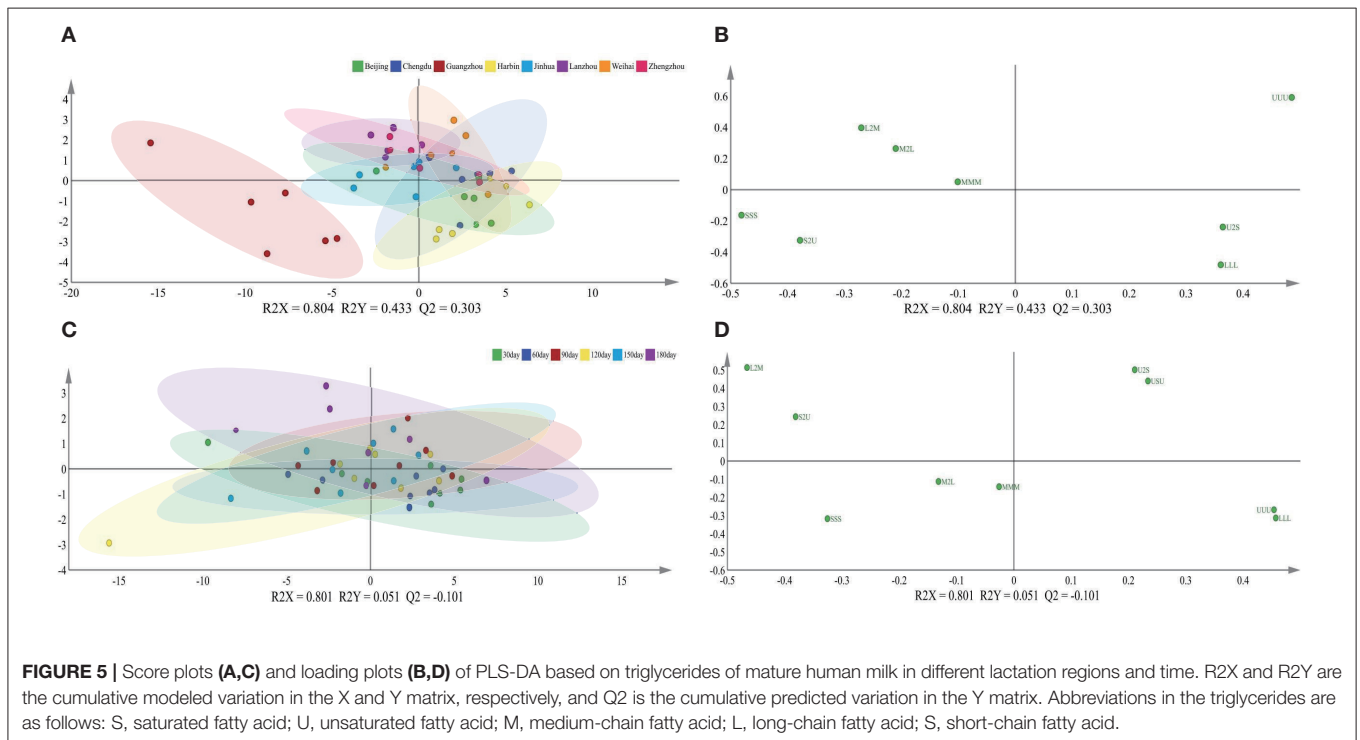 A
Beijing Chengdu Guangzhou Harbin Jinhua Lanzhou Weihai Zhengzhou
4
3
2
1
0
-1
-2
-3
-4
-5
-20 -15 -10 -5 0 5 10
R2X = 0.804 R2Y = 0.433 Q2 = 0.303
B
0.6
0.4
0.2
0
-0.2
-0.4
-0.6
UUU
L2M
M2L
MMM
SSS
S2U
U2S
LLL
-0.5 -0.4 -0.3 -0.2 -0.1 0 0.1 0.2 0.3 0.4
R2X = 0.804 R2Y = 0.433 Q2 = 0.303
C
30day 60day 90day 120day 150day 180day
3
2
1
0
-1
-2
-3
-4
-15 -10 -5 0 5 10 15
R2X = 0.801 R2Y = 0.051 Q2 = -0.101
D
0.5
0.4
0.3
0.2
0.1
0
-0.1
-0.2
-0.3
-0.4
-0.5
-0.6
L2M
U2S
USU
S2U
M2L
MMM
SSS
UUU
LLL
-0.5 -0.4 -0.3 -0.2 -0.1 0 0.1 0.2 0.3 0.4
R2X = 0.801 R2Y = 0.051 Q2 = -0.101
FIGURE 5 | Score plots (A,C) and loading plots (B,D) of PLS-DA based on triglycerides of mature human milk in different lactation regions and time. R2X and R2Y are
the cumulative modeled variation in the X and Y matrix, respectively, and Q2 is the cumulative predicted variation in the Y matrix. Abbreviations in the triglycerides are
as follows: S, saturated fatty acid; U, unsaturated fatty acid; M, medium-chain fatty acid; L, long-chain fatty acid; S, short-chain fatty acid.